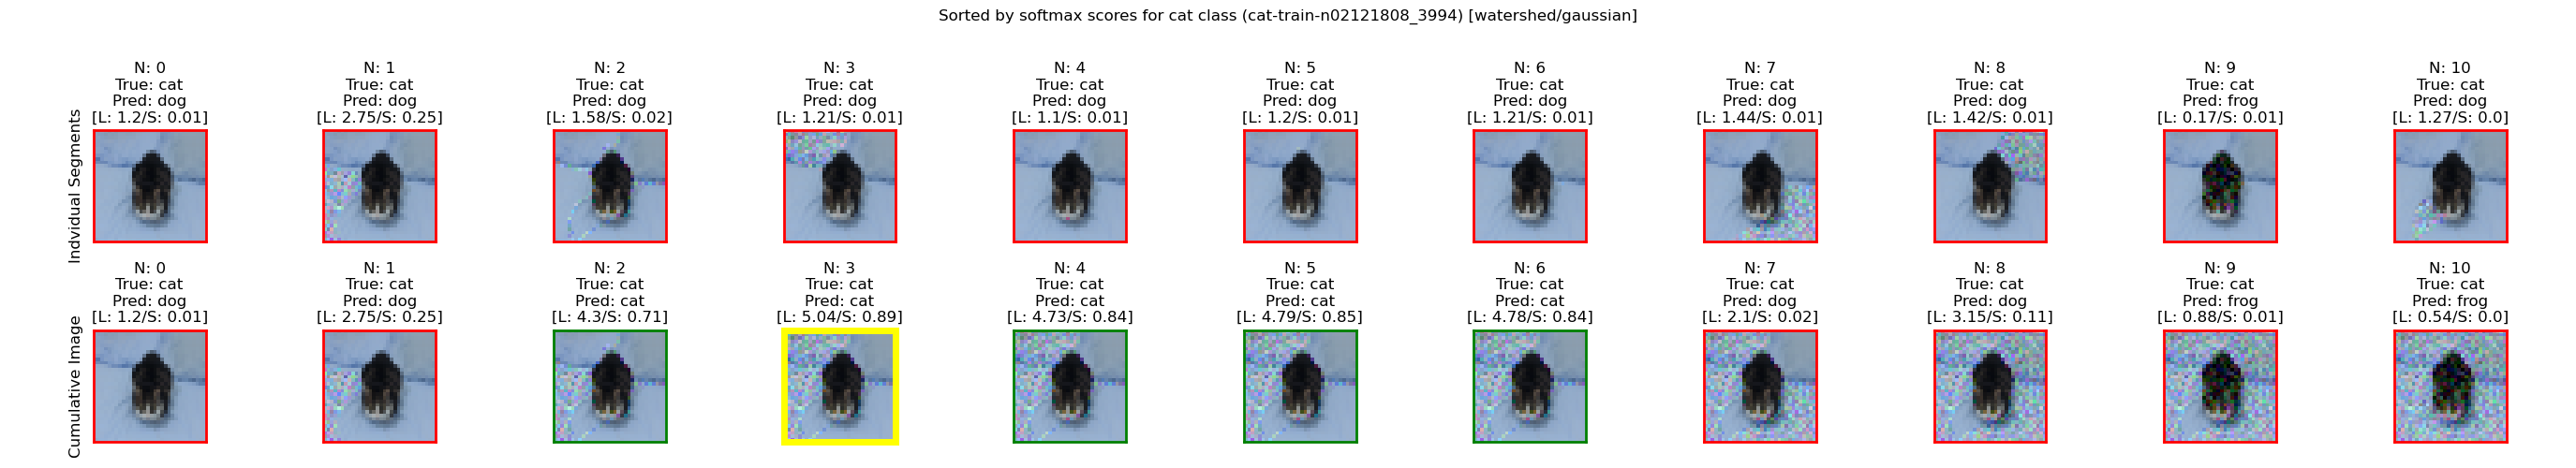 Sorted by softmax scores for cat class (cat-train-n02121808_3994) [watershed/gaussian]
Indvidual Segments
N: 0
True: cat
Pred: dog
[L: 1.2/S: 0.01]
N: 1
True: cat
Pred: dog
[L: 2.75/S: 0.25]
N: 2
True: cat
Pred: dog
[L: 1.58/S: 0.02]
N: 3
True: cat
Pred: dog
[L: 1.21/S: 0.01]
N: 4
True: cat
Pred: dog
[L: 1.1/S: 0.01]
N: 5
True: cat
Pred: dog
[L: 1.2/S: 0.01]
N: 6
True: cat
Pred: dog
[L: 1.21/S: 0.01]
N: 7
True: cat
Pred: dog
[L: 1.44/S: 0.01]
N: 8
True: cat
Pred: dog
[L: 1.42/S: 0.01]
N: 9
True: cat
Pred: frog
[L: 0.17/S: 0.01]
N: 10
True: cat
Pred: dog
[L: 1.27/S: 0.0]
Cumulative Image
N: 0
True: cat
Pred: dog
[L: 1.2/S: 0.01]
N: 1
True: cat
Pred: dog
[L: 2.75/S: 0.25]
N: 2
True: cat
Pred: cat
[L: 4.3/S: 0.71]
N: 3
True: cat
Pred: cat
[L: 5.04/S: 0.89]
N: 4
True: cat
Pred: cat
[L: 4.73/S: 0.84]
N: 5
True: cat
Pred: cat
[L: 4.79/S: 0.85]
N: 6
True: cat
Pred: cat
[L: 4.78/S: 0.84]
N: 7
True: cat
Pred: dog
[L: 2.1/S: 0.02]
N: 8
True: cat
Pred: dog
[L: 3.15/S: 0.11]
N: 9
True: cat
Pred: frog
[L: 0.88/S: 0.01]
N: 10
True: cat
Pred: frog
[L: 0.54/S: 0.0]